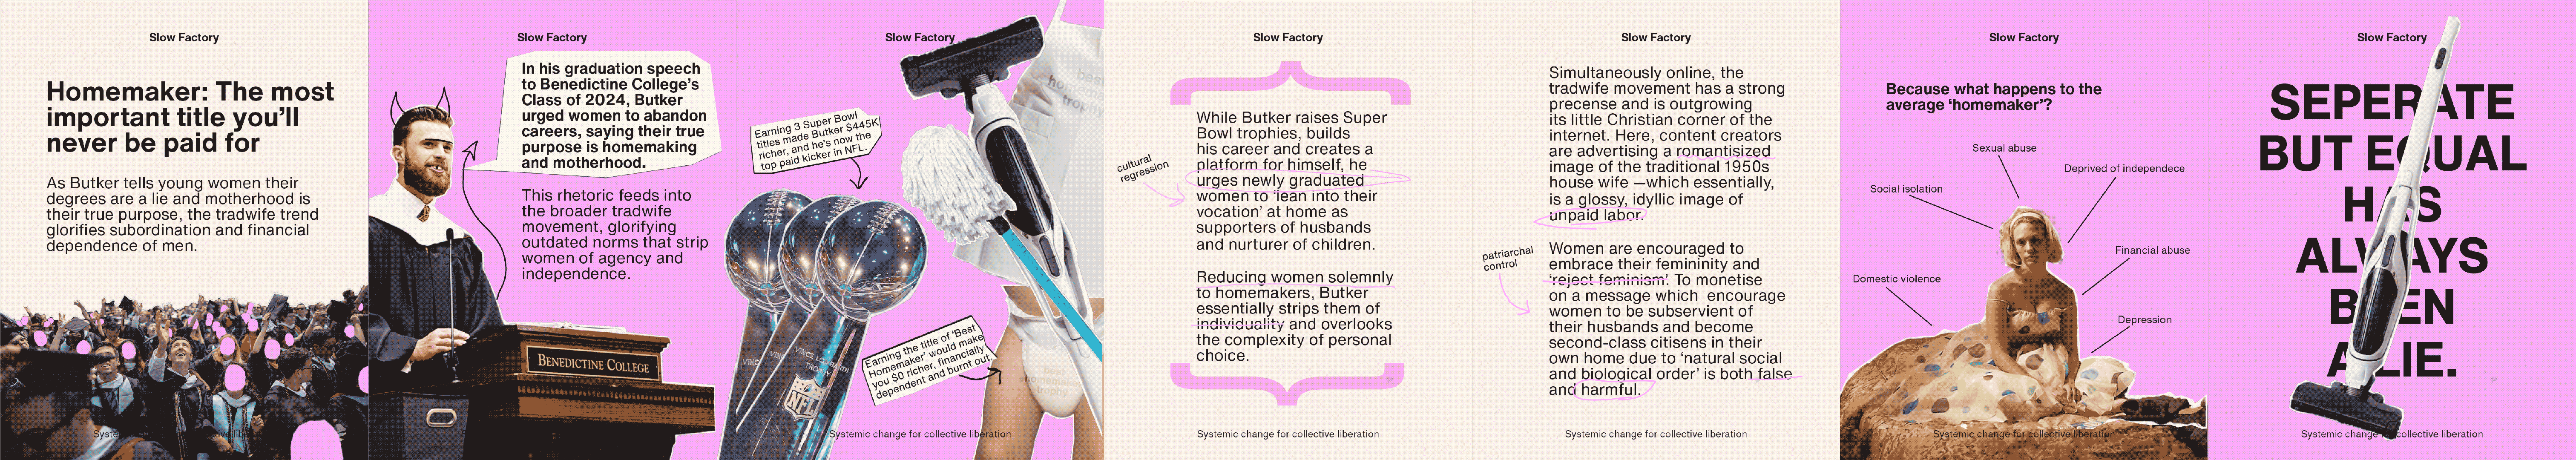 Slow Factory
Homemaker: The most
important title you'll
never be paid for
As Butker tells young women their
degrees are a lie and motherhood is
their true purpose, the tradwife trend
glorifies subordination and financial
dependence of men.
Slow Factory
In his graduation speech
to Benedictine College's
Class of 2024, Butker
urged women to abandon
careers, saying their true
purpose is homemaking
and motherhood.
This rhetoric feeds into
the broader tradwife
movement, glorifying
outdated norms that strip
women of agency and
independence.
BENEDICTINE COLLEGE
Slow Factory
Earning 3 Super Bowl
titles made Butker $445K
richer, and he's now the
top paid kicker in NFL.
best
homemaker
trophy
NFL
Earning the title of 'Best
Homemaker' would make
you $0 richer, financially
dependent and burnt out.
best
homemaker
trophy
Systemic change for collective liberation
Slow Factory
While Butker raises Super
Bowl trophies, builds
his career and creates a
platform for himself, he
urges newly graduated
women to 'lean into their
vocation' at home as
supporters of husbands
and nurturer of children.
cultural
regression
Reducing women solemnly
to homemakers, Butker
essentially strips them of
individuality and overlooks
the complexity of personal
choice.
Systemic change for collective liberation
Slow Factory
Simultaneously online, the
tradwife movement has a strong
precense and is outgrowing
its little Christian corner of the
internet. Here, content creators
are advertising a romantisized
image of the traditional 1950s
house wife —which essentially,
is a glossy, idyllic image of
unpaid labor.
patriarchal
control
Women are encouraged to
embrace their femininity and
'reject feminism'. To monetise
on a message which encourage
women to be subservient of
their husbands and become
second-class citisens in their
own home due to 'natural social
and biological order' is both false
and harmful.
Systemic change for collective liberation
Slow Factory
Because what happens to the
average 'homemaker'?
Sexual abuse
Deprived of independece
Social isolation
Financial abuse
Domestic violence
Depression
Systemic change for collective liberation
Slow Factory
SEPERATE
BUT EQUAL
HAS
ALWAYS
BEEN
A LIE.
Systemic change for collective liberation